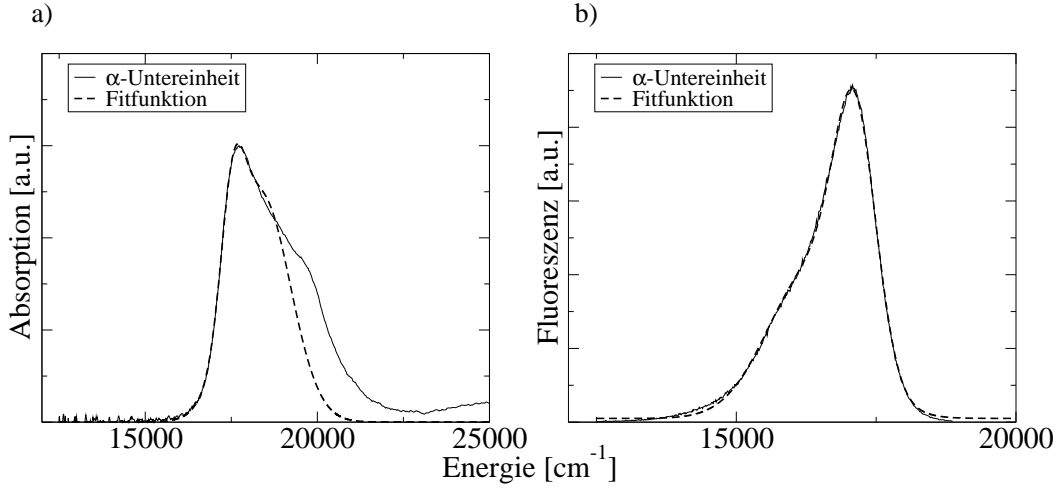 a)
b)
α-Untereinheit
Fitfunktion
α-Untereinheit
Fitfunktion
Absorption [a.u.]
Fluoreszenz [a.u.]
15000 20000 25000
15000 20000
Energie [cm⁻¹]